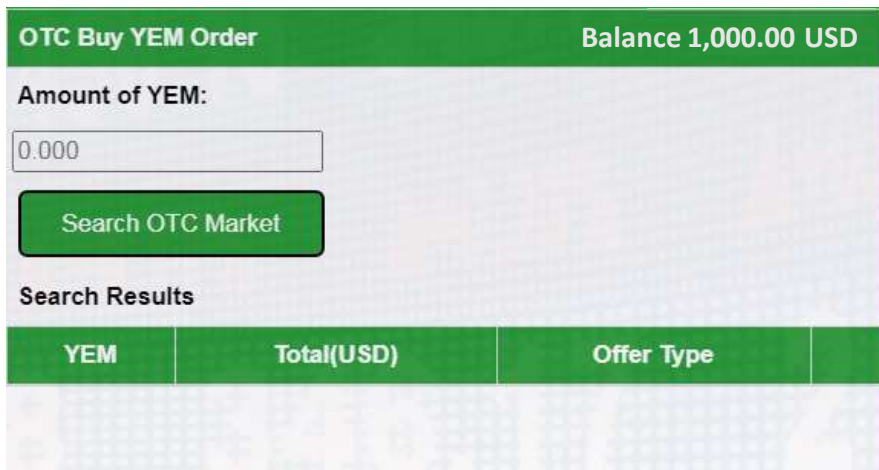 OTC Buy YEM Order Balance 1,000.00 USD
Amount of YEM:
0.000
Search OTC Market
Search Results
YEM Total(USD) Offer Type